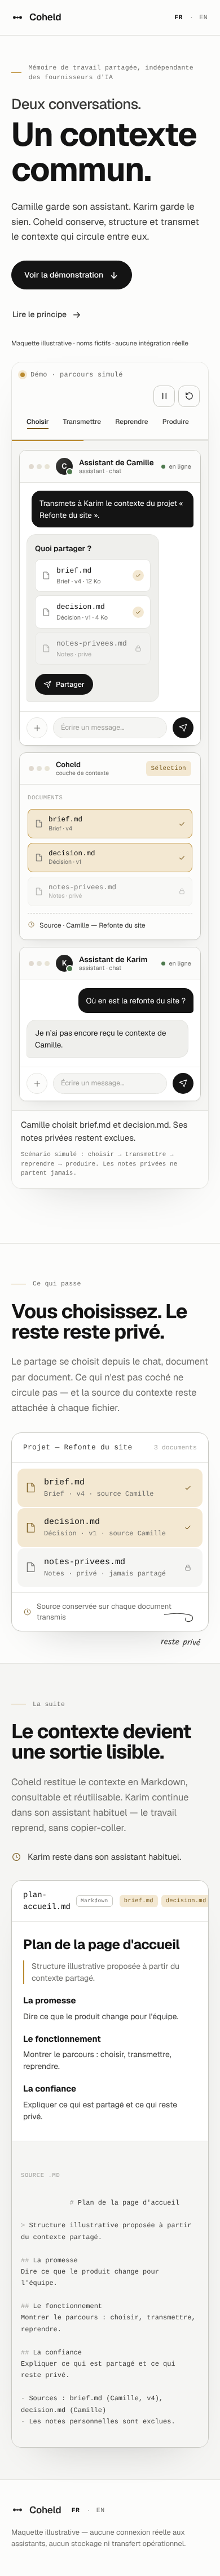 Coheld
FR · EN
Mémoire de travail partagée, indépendante
des fournisseurs d'IA
Deux conversations.
Un contexte
commun.
Camille garde son assistant. Karim garde le
sien. Coheld conserve, structure et transmet
le contexte qui circule entre eux.
Voir la démonstration ↓
Lire le principe →
Maquette illustrative · noms fictifs · aucune intégration réelle
Démo · parcours simulé
Choisir Transmettre Reprendre Produire
C Assistant de Camille
assistant · chat
en ligne
Transmets à Karim le contexte du projet «
Refonte du site ».
Quoi partager ?
brief.md
Brief · v4 · 12 Ko
decision.md
Décision · v1 · 4 Ko
notes-privees.md
Notes · privé
Partager
Écrire un message…
Coheld
couche de contexte
Sélection
DOCUMENTS
brief.md
Brief · v4
decision.md
Décision · v1
notes-privees.md
Notes · privé
Source · Camille — Refonte du site
K Assistant de Karim
assistant · chat
en ligne
Où en est la refonte du site ?
Je n'ai pas encore reçu le contexte de
Camille.
Écrire un message…
Camille choisit brief.md et decision.md. Ses
notes privées restent exclues.
Scénario simulé : choisir → transmettre →
reprendre → produire. Les notes privées ne
partent jamais.
Ce qui passe
Vous choisissez. Le
reste reste privé.
Le partage se choisit depuis le chat, document
par document. Ce qui n'est pas coché ne
circule pas — et la source du contexte reste
attachée à chaque fichier.
Projet — Refonte du site
3 documents
brief.md
Brief · v4 · source Camille
decision.md
Décision · v1 · source Camille
notes-privees.md
Notes · privé · jamais partagé
Source conservée sur chaque document
transmis
reste privé
La suite
Le contexte devient
une sortie lisible.
Coheld restitue le contexte en Markdown,
consultable et réutilisable. Karim continue
dans son assistant habituel — le travail
reprend, sans copier-coller.
Karim reste dans son assistant habituel.
plan-
accueil.md
Markdown
brief.md
decision.md
Plan de la page d'accueil
Structure illustrative proposée à partir du
contexte partagé.
La promesse
Dire ce que le produit change pour l'équipe.
Le fonctionnement
Montrer le parcours : choisir, transmettre,
reprendre.
La confiance
Expliquer ce qui est partagé et ce qui reste
privé.
SOURCE .MD
# Plan de la page d'accueil
> Structure illustrative proposée à partir
du contexte partagé.
## La promesse
Dire ce que le produit change pour
l'équipe.
## Le fonctionnement
Montrer le parcours : choisir, transmettre,
reprendre.
## La confiance
Expliquer ce qui est partagé et ce qui
reste privé.
- Sources : brief.md (Camille, v4),
decision.md (Camille)
- Les notes personnelles sont exclues.
Coheld
FR · EN
Maquette illustrative — aucune connexion réelle aux
assistants, aucun stockage ni transfert opérationnel.